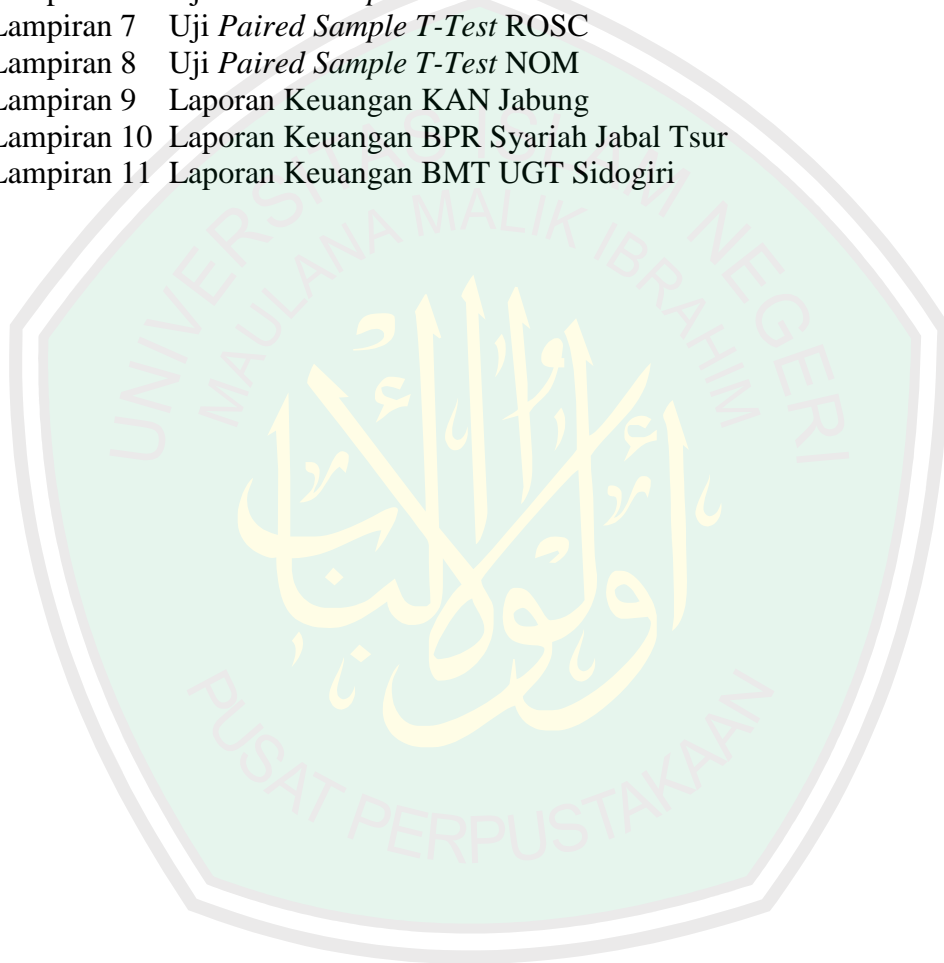 Lampiran 7 Uji Paired Sample T-Test ROSC
Lampiran 8 Uji Paired Sample T-Test NOM
Lampiran 9 Laporan Keuangan KAN Jabung
Lampiran 10 Laporan Keuangan BPR Syariah Jabal Tsur
Lampiran 11 Laporan Keuangan BMT UGT Sidogiri
UNIVERSITAS ISLAM NEGERI
MAULANA MALIK IBRAHIM
أولوا الألباب
PUSAT PERPUSTAKAAN